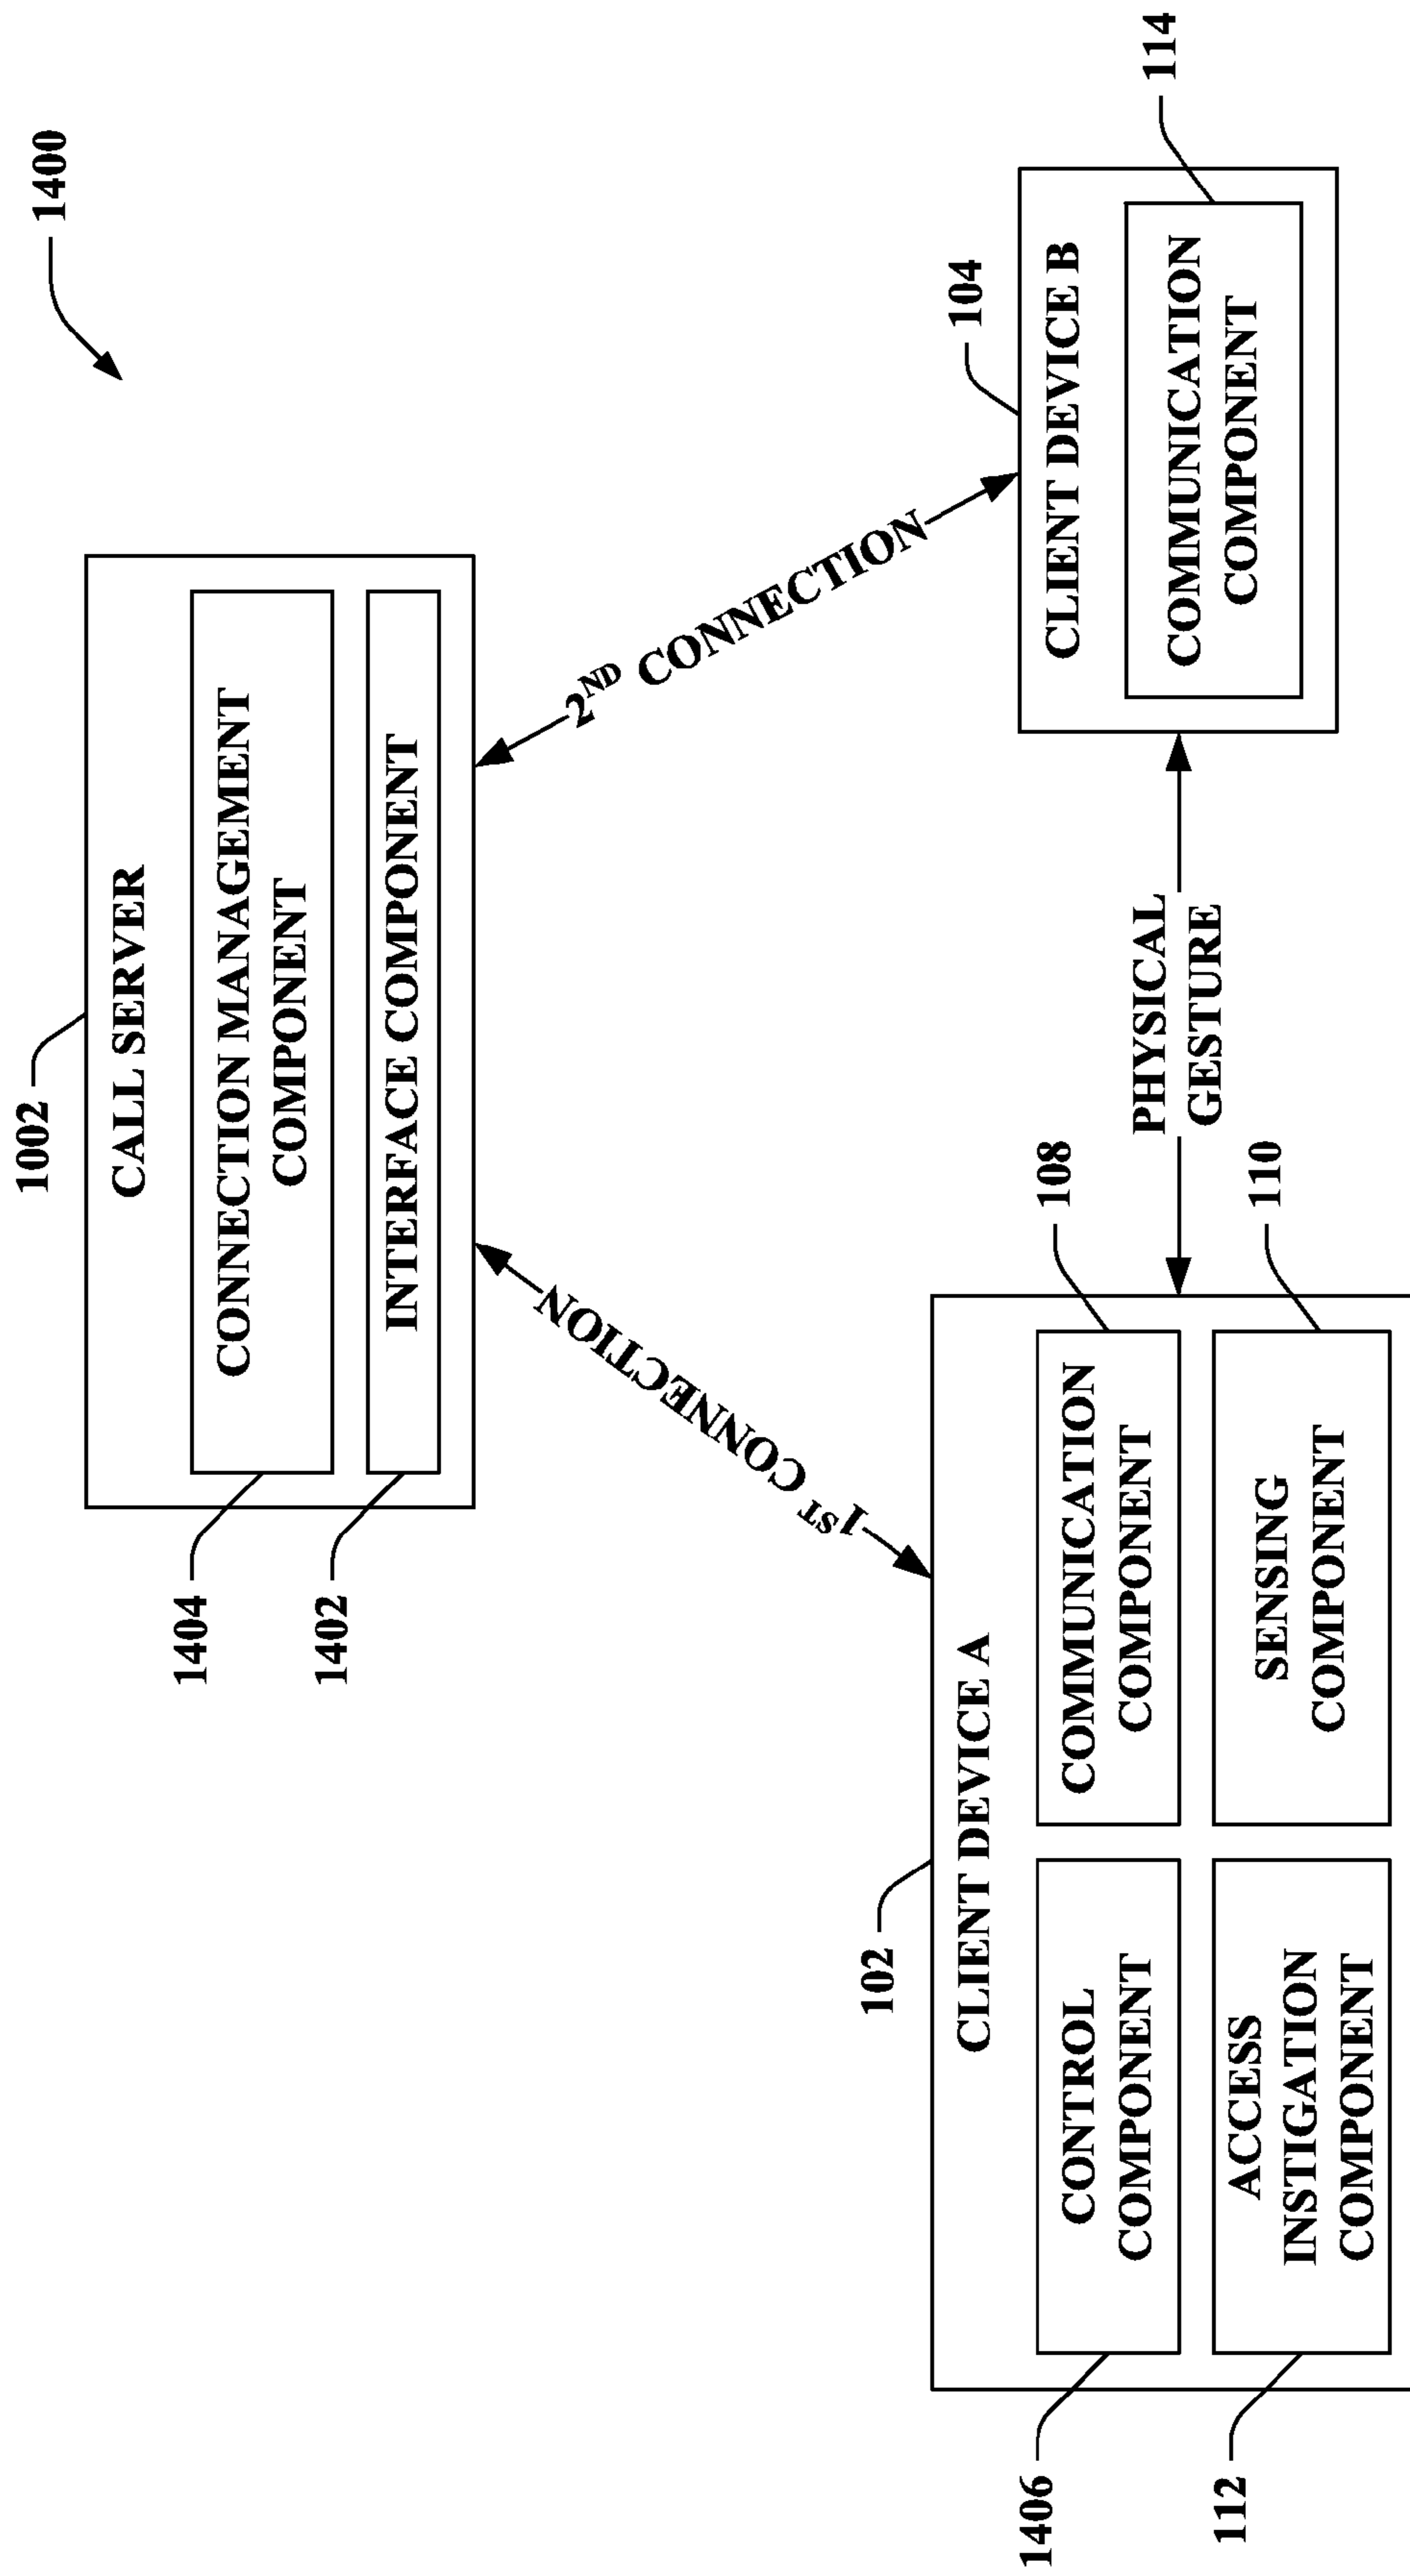 1400
1002
CALL SERVER
CONNECTION MANAGEMENT
COMPONENT
INTERFACE COMPONENT
1404
1402
1ST CONNECTION
2ND CONNECTION
102
CLIENT DEVICE A
CONTROL
COMPONENT
COMMUNICATION
COMPONENT
ACCESS
INSTIGATION
COMPONENT
SENSING
COMPONENT
1406
112
108
110
PHYSICAL
GESTURE
104
CLIENT DEVICE B
COMMUNICATION
COMPONENT
114